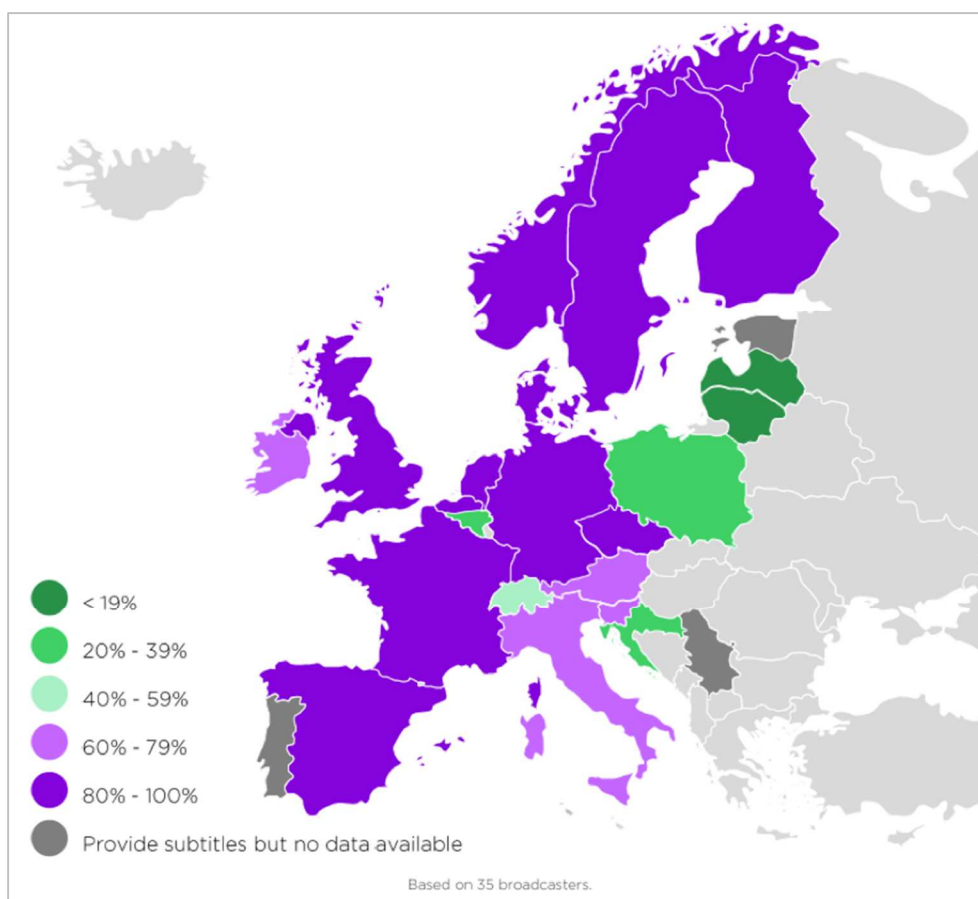 < 19%
20% - 39%
40% - 59%
60% - 79%
80% - 100%
Provide subtitles but no data available
Based on 35 broadcasters.